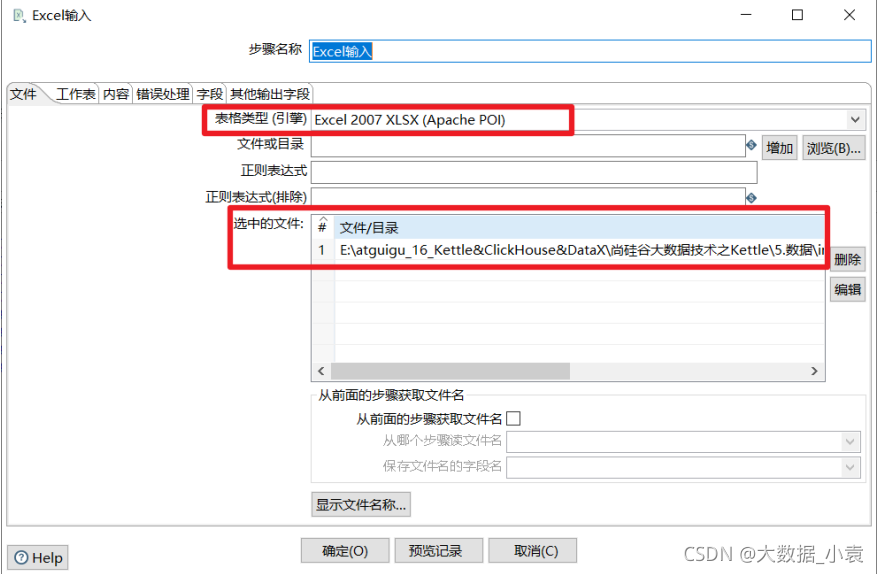 Excel输入
步骤名称 Excel输入
文件 工作表 内容 错误处理 字段 其他输出字段
表格类型 (引擎) Excel 2007 XLSX (Apache POI)
文件或目录 增加 浏览(B)...
正则表达式
正则表达式(排除)
选中的文件: # 文件/目录
1 E:\atguigu_16_Kettle&ClickHouse&DataX\尚硅谷大数据技术之Kettle\5.数据\in
删除
编辑
从前面的步骤获取文件名
从前面的步骤获取文件名
从哪个步骤读文件名
保存文件名的字段名
显示文件名称...
Help 确定(O) 预览记录 取消(C)
CSDN @大数据_小袁